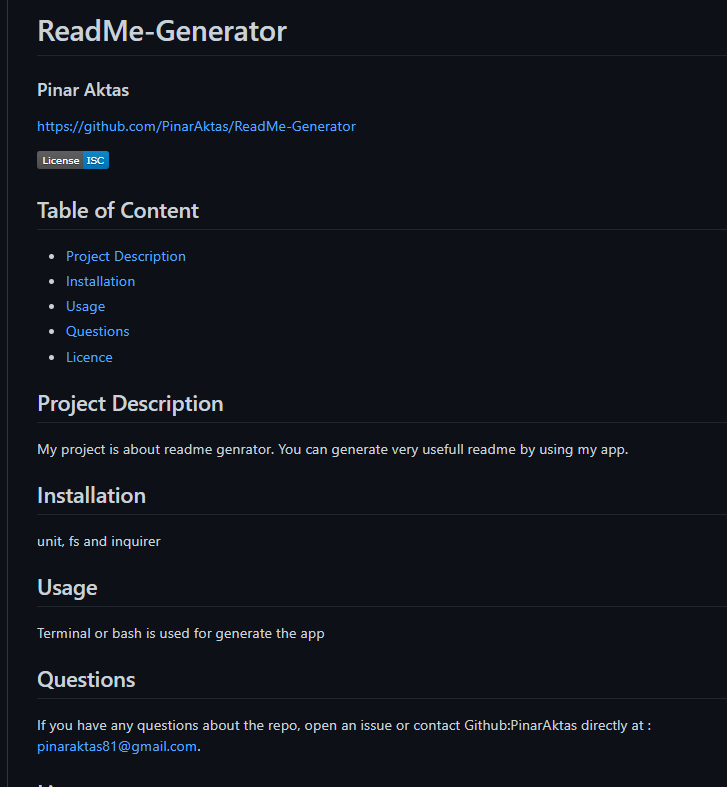 ReadMe-Generator
Pinar Aktas
https://github.com/PinarAktas/ReadMe-Generator
License ISC
Table of Content
Project Description
Installation
Usage
Questions
Licence
Project Description
My project is about readme genrator. You can generate very usefull readme by using my app.
Installation
unit, fs and inquirer
Usage
Terminal or bash is used for generate the app
Questions
If you have any questions about the repo, open an issue or contact Github:PinarAktas directly at :
pinaraktas81@gmail.com.